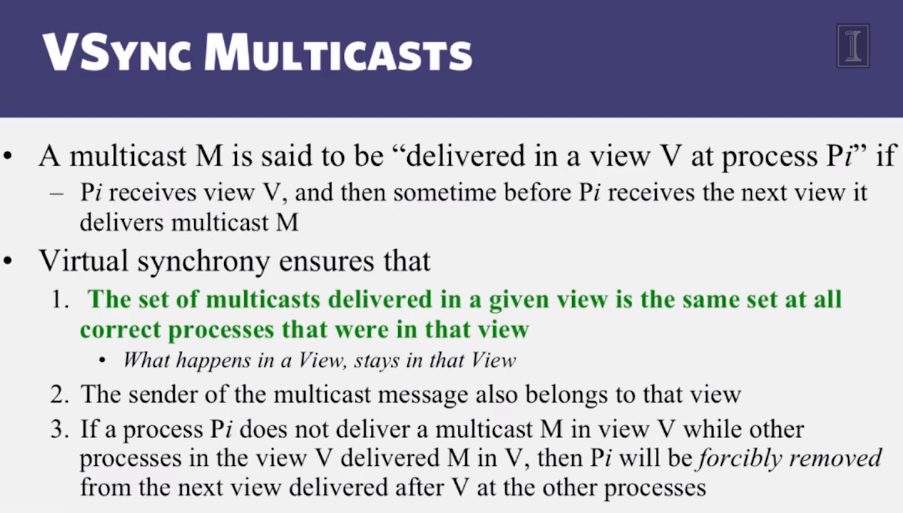 VSYNC MULTICASTS
I
• A multicast M is said to be “delivered in a view V at process Pi” if
– Pi receives view V, and then sometime before Pi receives the next view it
delivers multicast M
• Virtual synchrony ensures that
1. The set of multicasts delivered in a given view is the same set at all
correct processes that were in that view
• What happens in a View, stays in that View
2. The sender of the multicast message also belongs to that view
3. If a process Pi does not deliver a multicast M in view V while other
processes in the view V delivered M in V, then Pi will be forcibly removed
from the next view delivered after V at the other processes